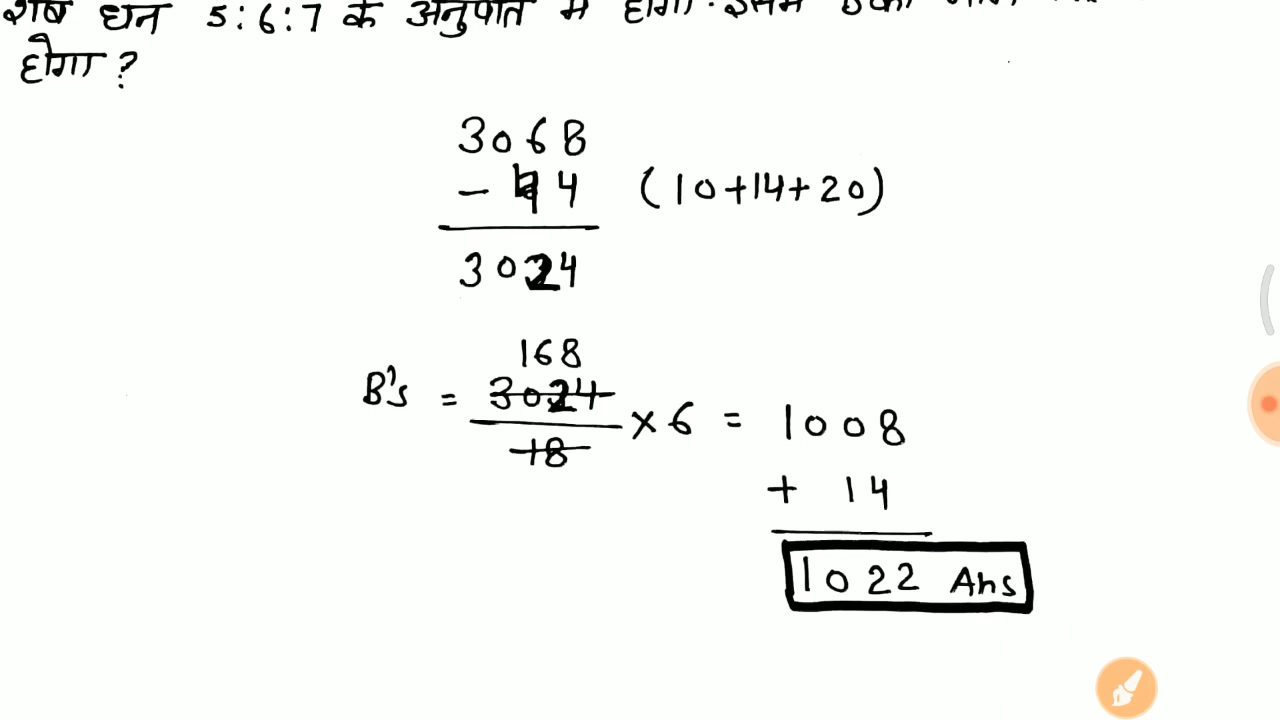 शेष धन 5:6:7 के अनुपात में होगा. इसमें
होगा ?
3068
- 44 (10+14+20)
3024
168
B's = 3024/18 × 6 = 1008
+ 14
1022 Ans